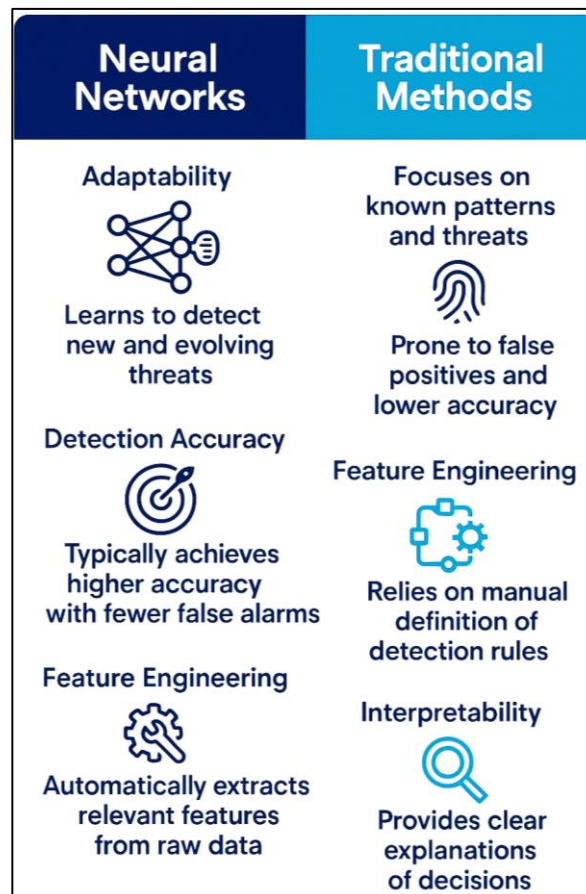 Neural
Networks
Traditional
Methods
Adaptability
Learns to detect
new and evolving
threats
Detection Accuracy
Typically achieves
higher accuracy
with fewer false alarms
Feature Engineering
Automatically extracts
relevant features
from raw data
Focuses on
known patterns
and threats
Prone to false
positives and
lower accuracy
Feature Engineering
Relies on manual
definition of
detection rules
Interpretability
Provides clear
explanations
of decisions